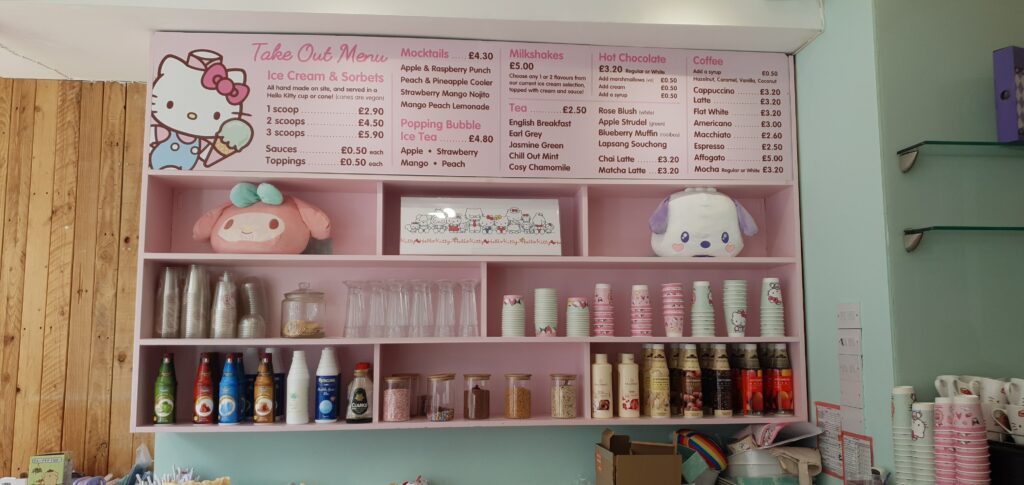 Take Out Menu
Ice Cream & Sorbets
All hand made on site, and served in a
Hello Kitty cup or cone! (cones are vegan)
1 scoop ........ £2.90
2 scoops ........ £4.50
3 scoops ........ £5.90
Sauces ........ £0.50 each
Toppings ........ £0.50 each
Mocktails ........ £4.30
Apple & Raspberry Punch
Peach & Pineapple Cooler
Strawberry Mango Nojito
Mango Peach Lemonade
Popping Bubble
Ice Tea ........ £4.80
Apple • Strawberry
Mango • Peach
Milkshakes
£5.00
Choose any 1 or 2 flavours from
our current ice cream selection,
topped with cream and sauce!
Tea ........ £2.50
English Breakfast
Earl Grey
Jasmine Green
Chill Out Mint
Cosy Chamomile
Hot Chocolate
£3.20 Regular or White
Add marshmallows £0.50
Add cream £0.50
Add a syrup £0.50
Rose Blush (white)
Apple Strudel (green)
Blueberry Muffin (rooibos)
Lapsang Souchong
Chai Latte ........ £3.20
Matcha Latte ........ £3.20
Coffee
Add a syrup £0.50
Hazelnut, Caramel, Vanilla, Coconut
Cappuccino ........ £3.20
Latte ........ £3.20
Flat White ........ £3.20
Americano ........ £3.00
Macchiato ........ £2.60
Espresso ........ £2.50
Affogato ........ £5.00
Mocha Regular or White £3.20